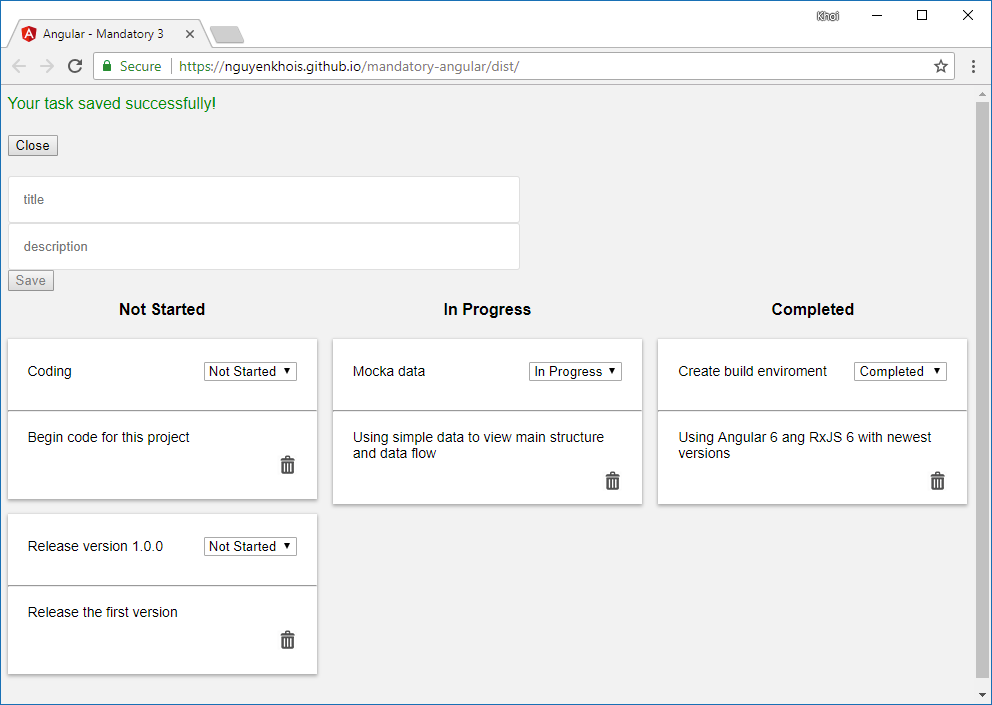 Khoi
Angular - Mandatory 3
Secure https://nguyenkhois.github.io/mandatory-angular/dist/
Your task saved successfully!
Close
title
description
Save
Not Started
In Progress
Completed
Coding Not Started
Begin code for this project
Release version 1.0.0 Not Started
Release the first version
Mocka data In Progress
Using simple data to view main structure
and data flow
Create build enviroment Completed
Using Angular 6 ang RxJS 6 with newest
versions